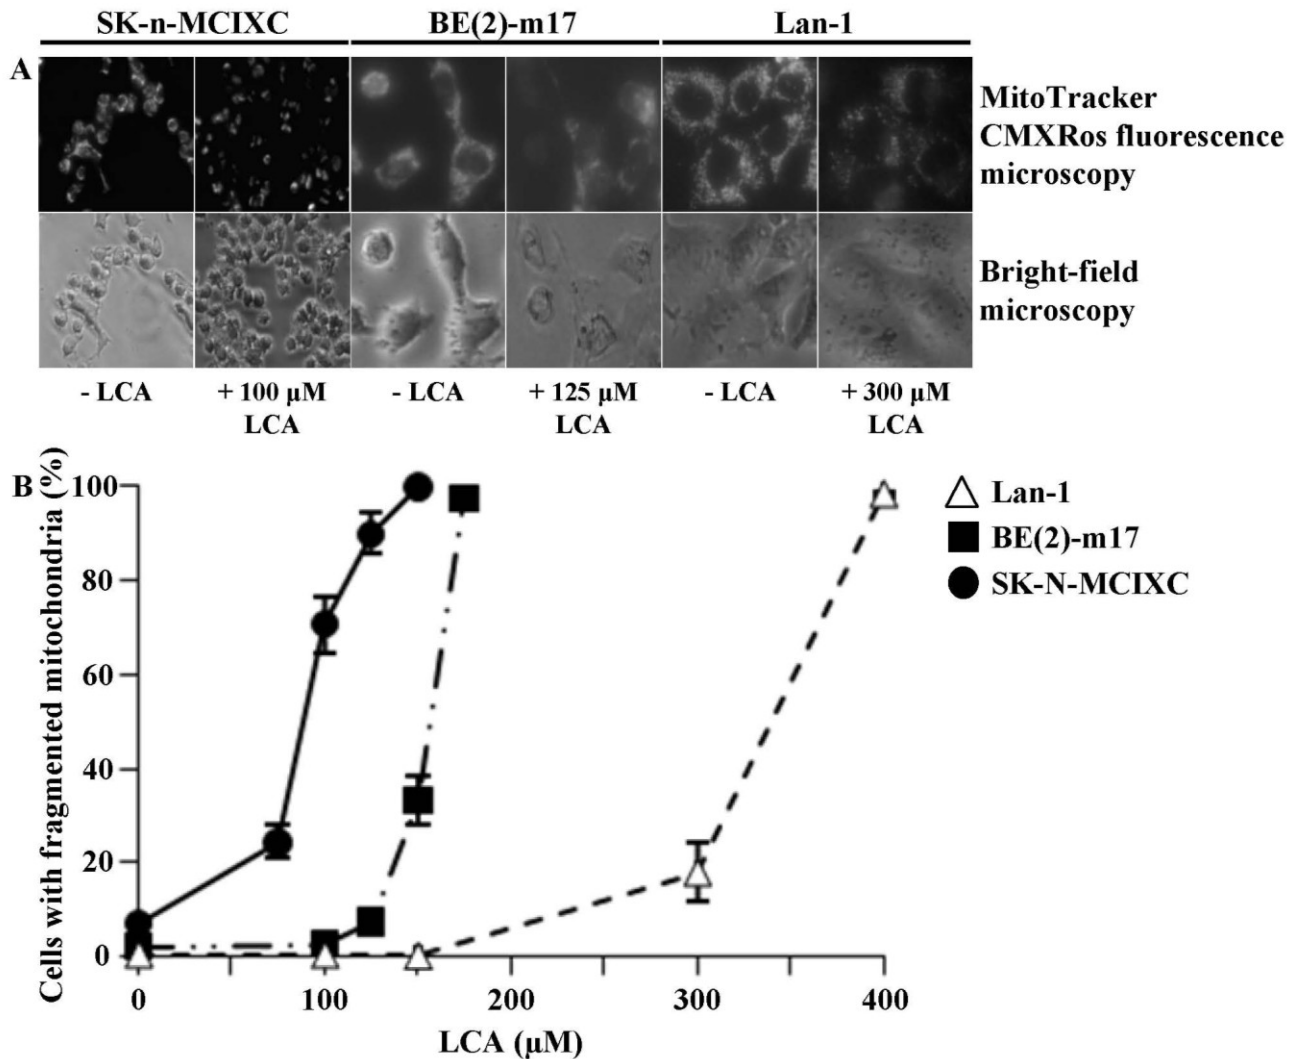 SK-n-MCIXC BE(2)-m17 Lan-1
A
MitoTracker
CMXRos fluorescence
microscopy
Bright-field
microscopy
- LCA + 100 μM LCA - LCA + 125 μM LCA - LCA + 300 μM LCA
B
Cells with fragmented mitochondria (%)
100
80
60
40
20
0
0 100 200 300 400
LCA (μM)
Lan-1
BE(2)-m17
SK-N-MCIXC